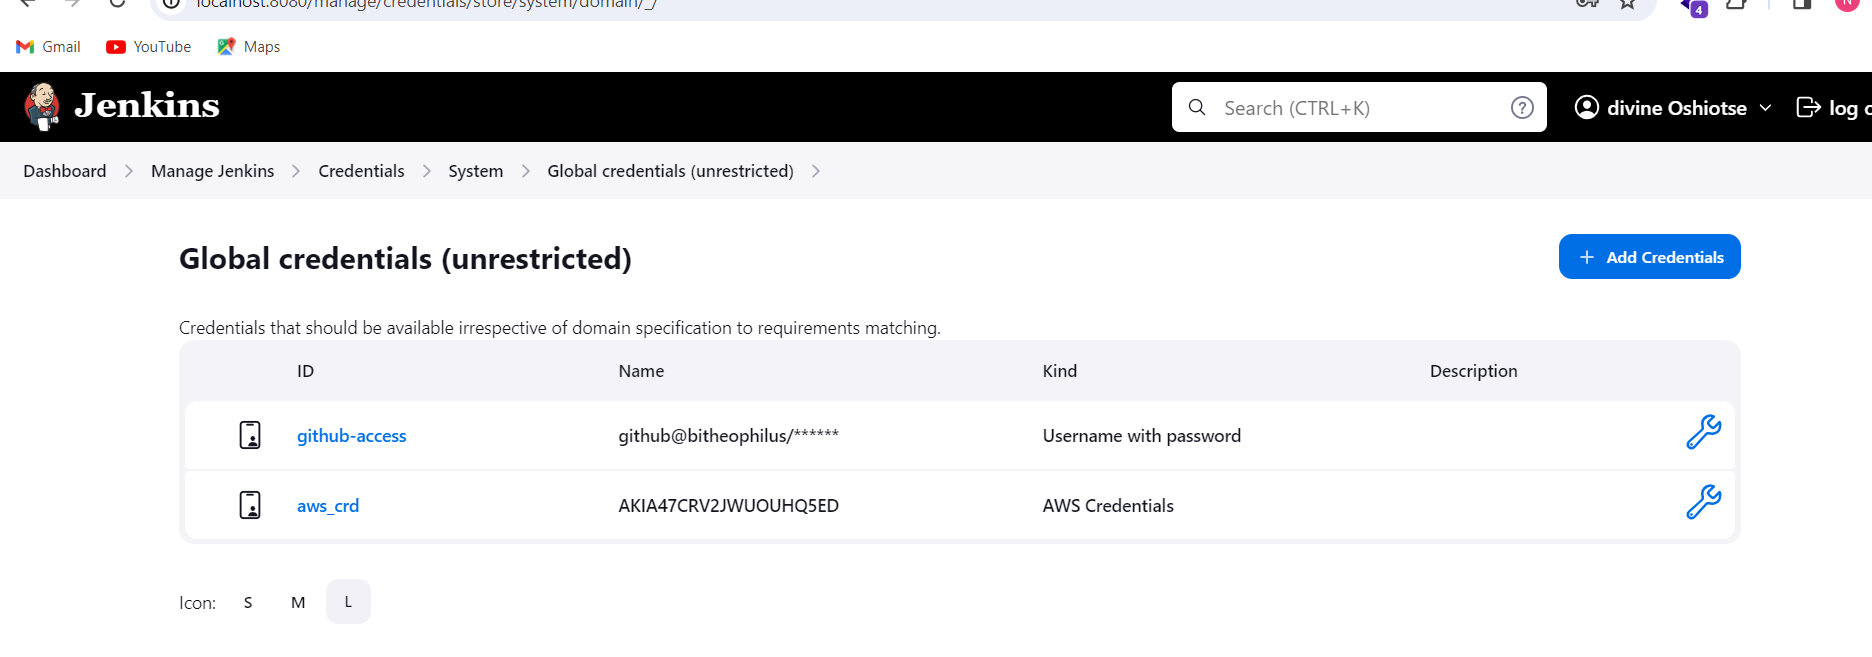 localhost:8080/manage/credentials/store/system/domain/_/
4
N
Gmail YouTube Maps
Jenkins
Search (CTRL+K)
?
divine Oshiotse
log
Dashboard > Manage Jenkins > Credentials > System > Global credentials (unrestricted) >
Global credentials (unrestricted)
+ Add Credentials
Credentials that should be available irrespective of domain specification to requirements matching.
ID Name Kind Description
github-access github@bitheophilus/****** Username with password
aws_crd AKIA47CRV2JWUOUHQ5ED AWS Credentials
Icon: S M L